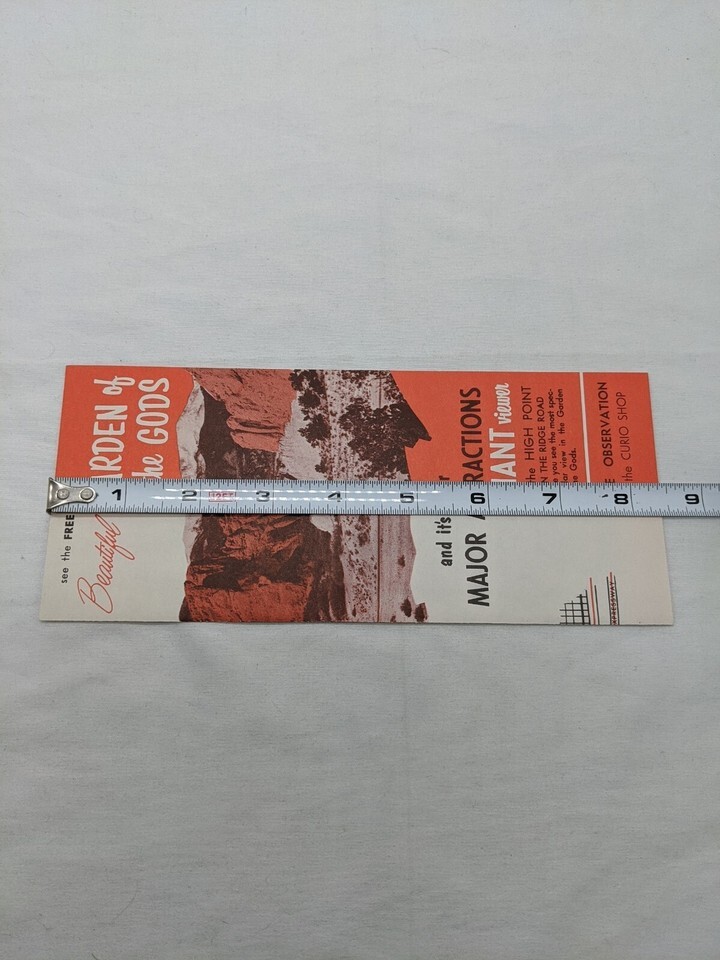 see the FREE
Beautiful
RDEN of
he GODS
and it's
MAJOR A
RACTIONS
IANT viewer
the HIGH POINT
N THE RIDGE ROAD
e you see the most spec-
lar view in the Garden
e Gods.
E OBSERVATION
the CURIO SHOP
1 2 3 4 5 6 7 8 9